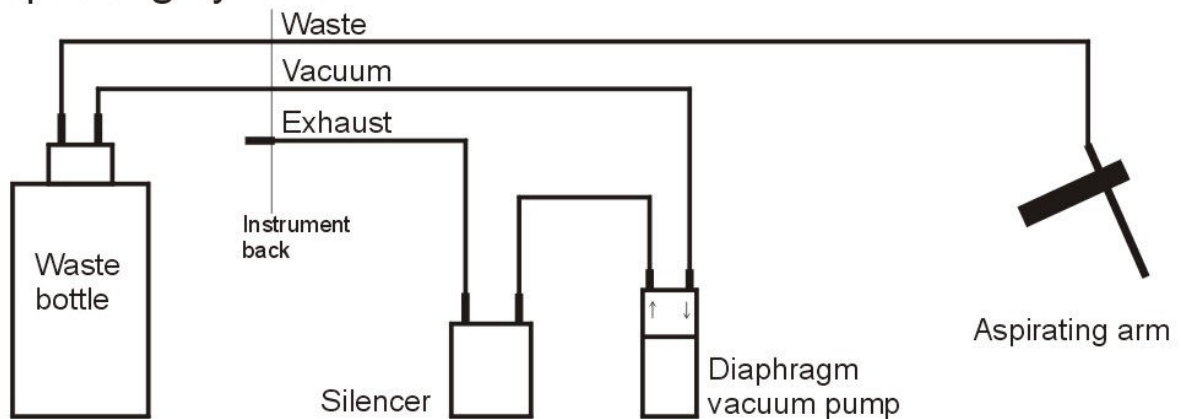 Waste
Vacuum
Exhaust
Instrument
back
Waste
bottle
Silencer
Diaphragm
vacuum pump
Aspirating arm